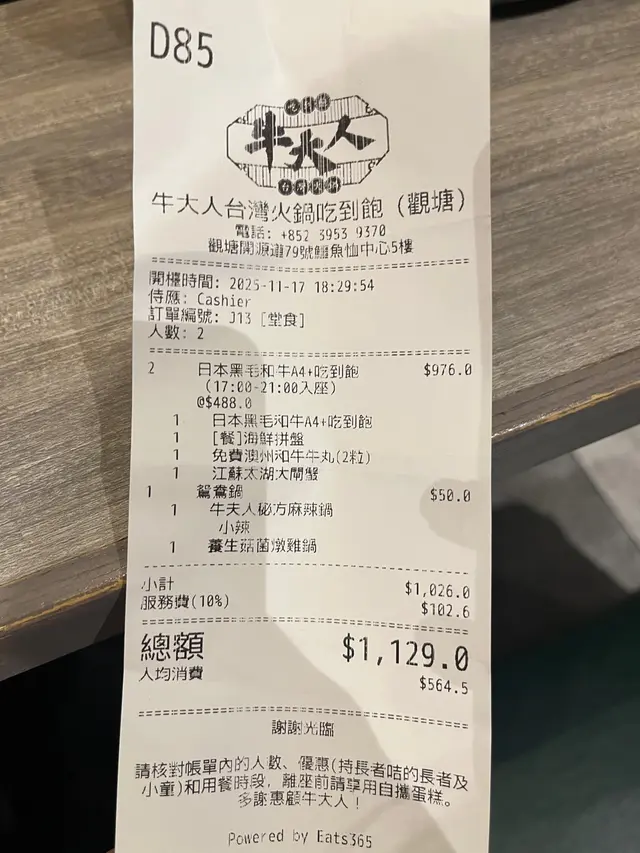 D85
吃到飽
牛大人
台灣火鍋
牛大人台灣火鍋吃到飽 (觀塘)
電話: +852 3953 9370
觀塘開源道79號鱷魚恤中心5樓
開檯時間: 2025-11-17 18:29:54
侍應: Cashier
訂單編號: J13 [堂食]
人數: 2
2 日本黑毛和牛A4+吃到飽 $976.0
(17:00-21:00入座)
@$488.0
1 日本黑毛和牛A4+吃到飽
1 [餐]海鮮拼盤
1 免費澳州和牛牛丸(2粒)
1 江蘇太湖大閘蟹
1 鴛鴦鍋 $50.0
1 牛夫人秘方麻辣鍋
小辣
1 養生菇菌燉雞鍋
小計 $1,026.0
服務費(10%) $102.6
總額 $1,129.0
人均消費 $564.5
謝謝光臨
請核對帳單內的人數、優惠(持長者咭的長者及
小童)和用餐時段, 離座前請享用自攜蛋糕。
多謝惠顧牛大人!
Powered by Eats365